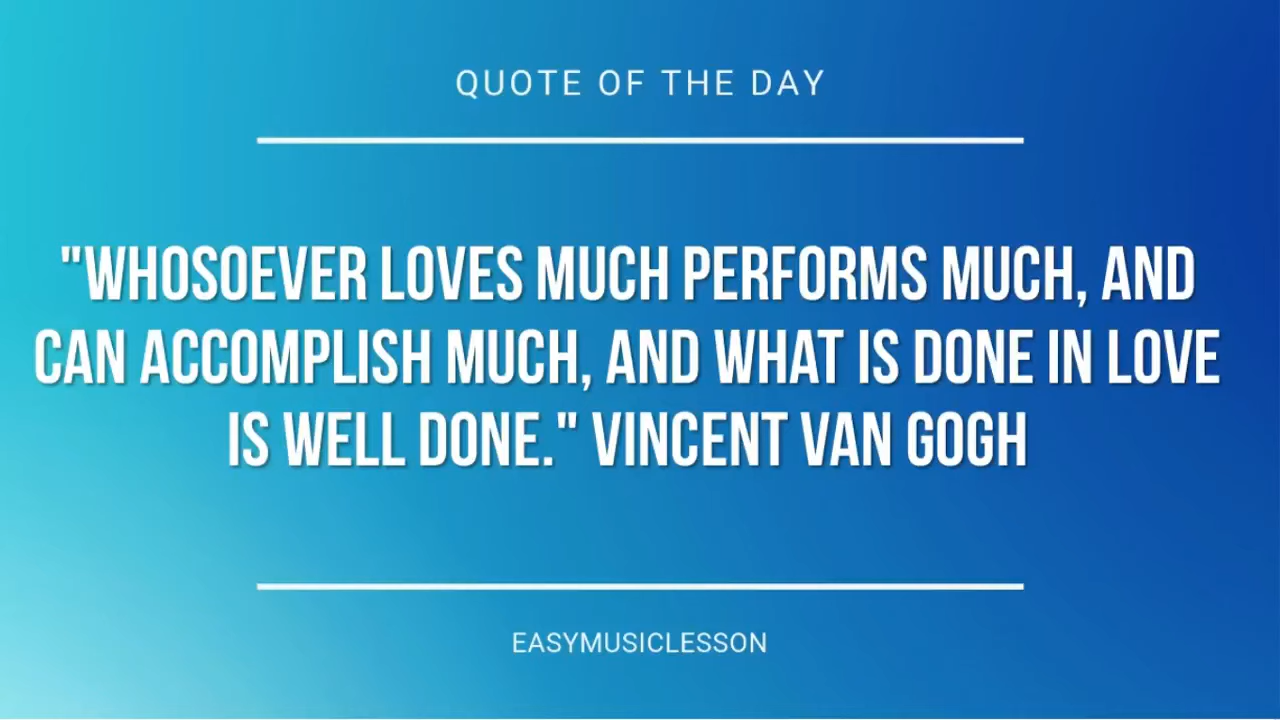 QUOTE OF THE DAY
"WHOSOEVER LOVES MUCH PERFORMS MUCH, AND
CAN ACCOMPLISH MUCH, AND WHAT IS DONE IN LOVE
IS WELL DONE." VINCENT VAN GOGH
EASYMUSICLESSON